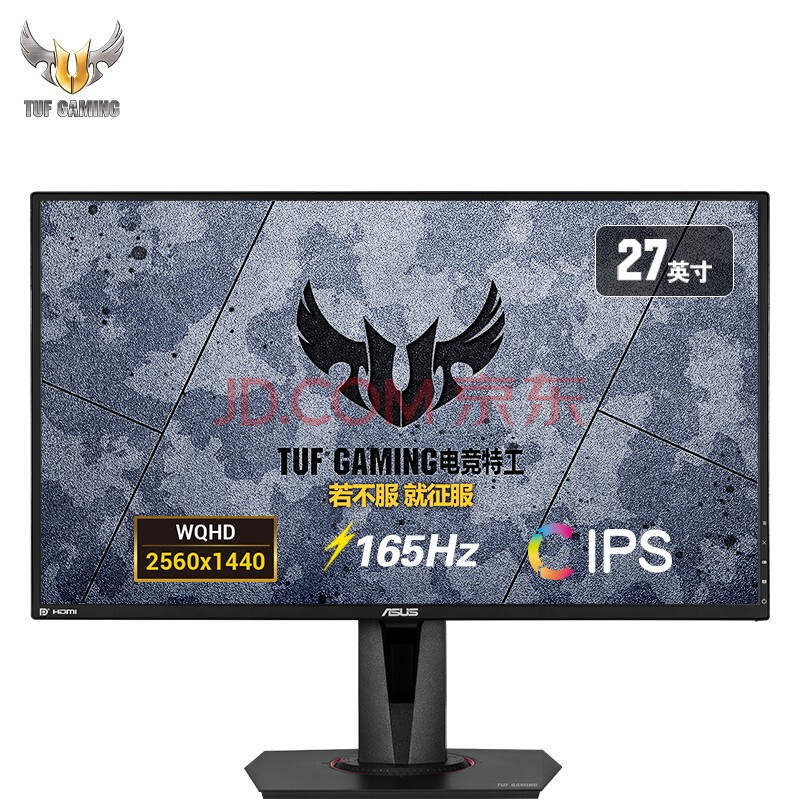 TUF GAMING
27英寸
JD.COM 京东
TUF GAMING电竞特工
若不服 就征服
WQHD
2560x1440
165Hz
IPS
HDMI
ASUS
TUF GAMING